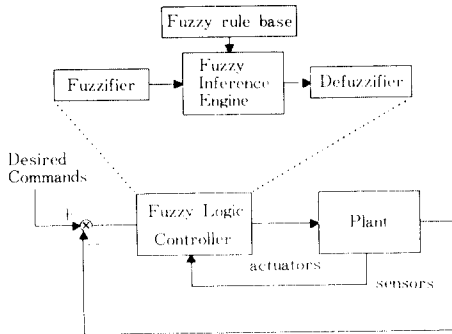 Fuzzy rule base
Fuzzifier
Fuzzy
Inference
Engine
Defuzzifier
Desired
Commands
+
--
Fuzzy Logic
Controller
Plant
actuators
sensors